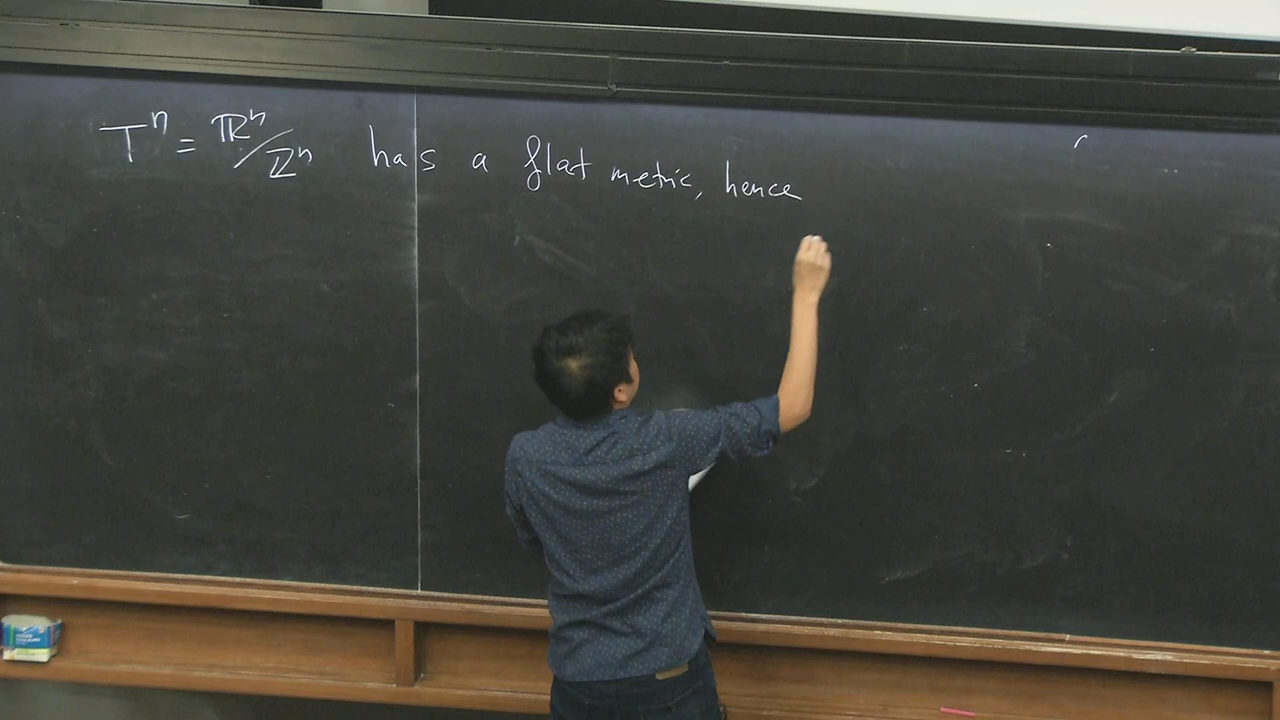 Tⁿ = ℝⁿ/ℤⁿ has a flat metric, hence